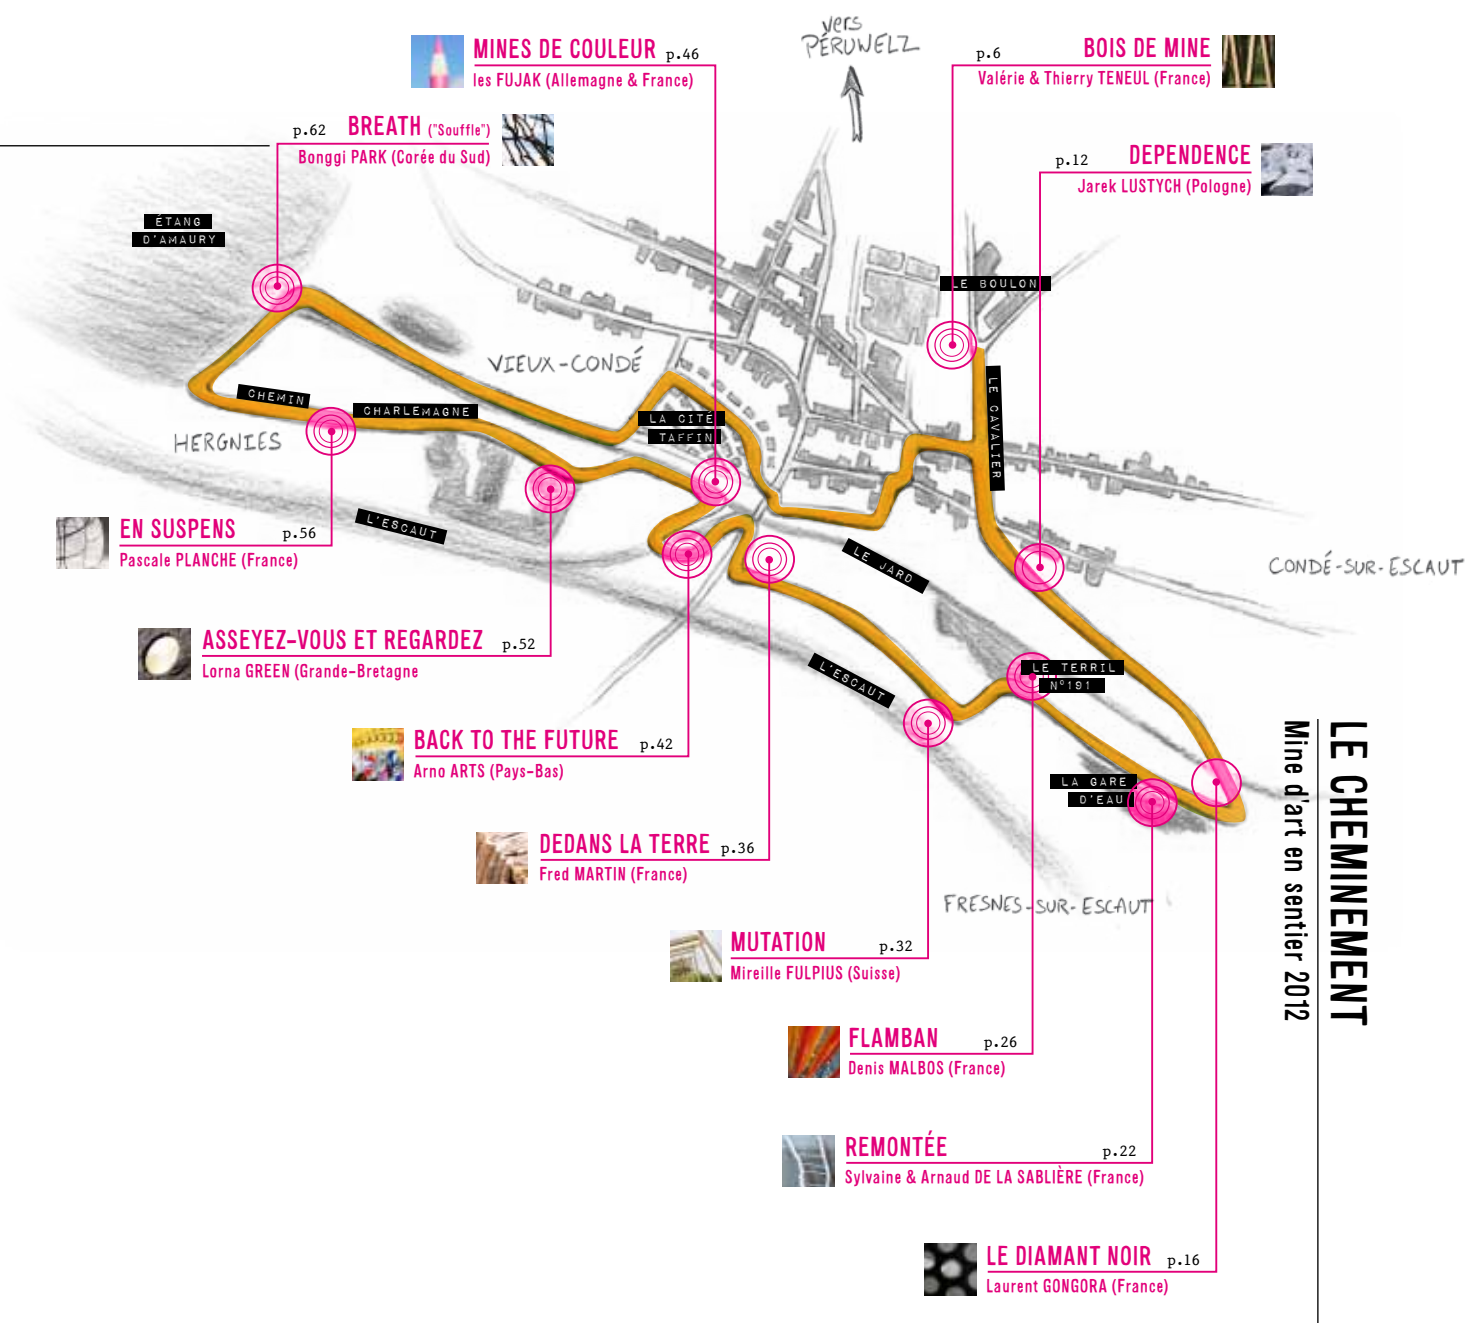 vers
PÉRUWELZ
MINES DE COULEUR p.46
les FUJAK (Allemagne & France)
p.6 BOIS DE MINE
Valérie & Thierry TENEUL (France)
p.62 BREATH ("Souffle")
Bonggi PARK (Corée du Sud)
p.12 DEPENDENCE
Jarek LUSTYCH (Pologne)
ÉTANG
D'AMAURY
LE BOULON
VIEUX-CONDÉ
CHEMIN
CHARLEMAGNE
LA CITÉ
TAFFIN
LE CAVALIER
HERGNIES
L'ESCAUT
EN SUSPENS p.56
Pascale PLANCHE (France)
LE JARD
CONDÉ-SUR-ESCAUT
ASSEYEZ-VOUS ET REGARDEZ p.52
Lorna GREEN (Grande-Bretagne
L'ESCAUT
LE TERRIL
N°191
BACK TO THE FUTURE p.42
Arno ARTS (Pays-Bas)
LA GARE
D'EAU
LE CHEMINEMENT
Mine d'art en sentier 2012
DEDANS LA TERRE p.36
Fred MARTIN (France)
FRESNES-SUR-ESCAUT
MUTATION p.32
Mireille FULPIUS (Suisse)
FLAMBAN p.26
Denis MALBOS (France)
REMONTÉE p.22
Sylvaine & Arnaud DE LA SABLIÈRE (France)
LE DIAMANT NOIR p.16
Laurent GONGORA (France)